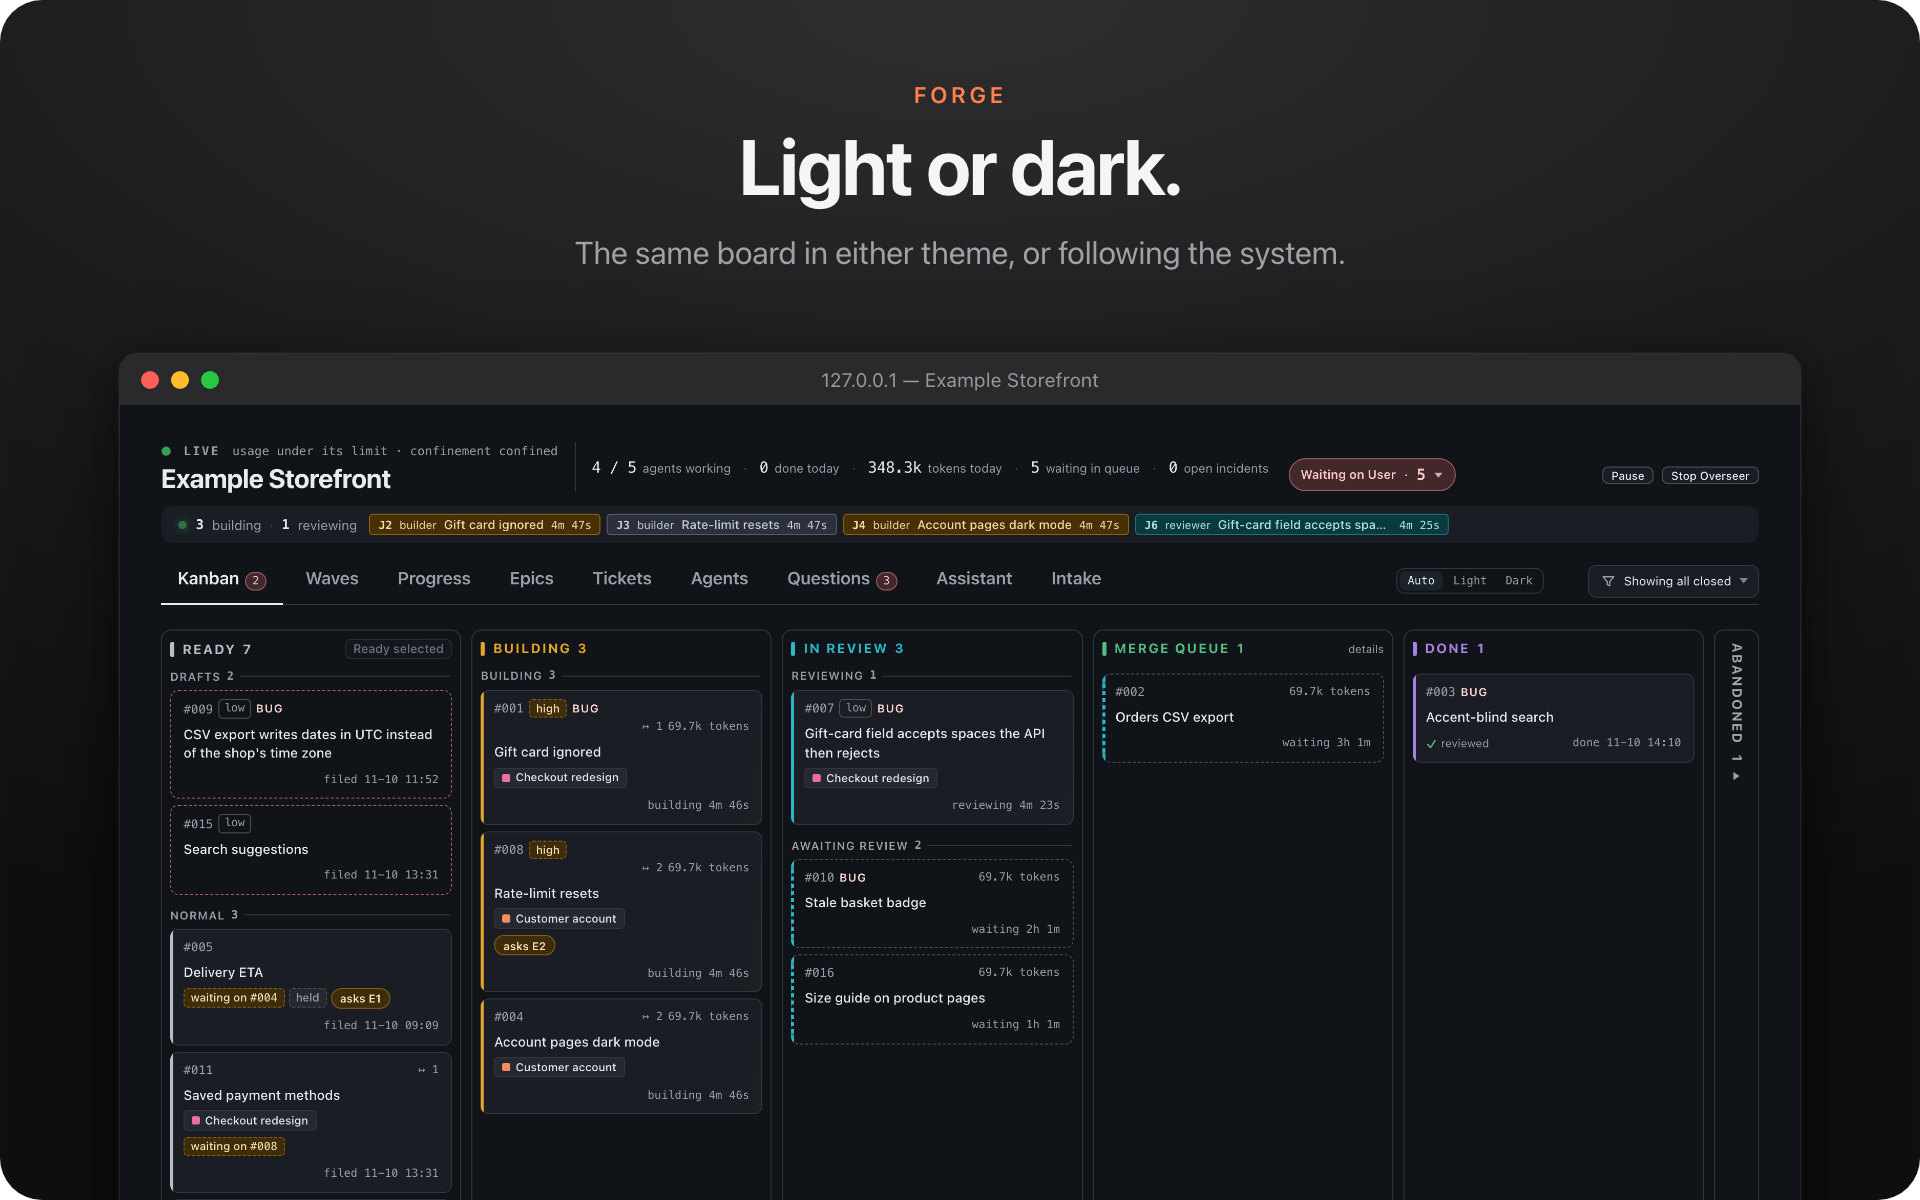 FORGE
Light or dark.
The same board in either theme, or following the system.
127.0.0.1 — Example Storefront
LIVE usage under its limit · confinement confined
Example Storefront
4 / 5 agents working · 0 done today · 348.3k tokens today · 5 waiting in queue · 0 open incidents
Waiting on User · 5
Pause
Stop Overseer
3 building · 1 reviewing
J2 builder Gift card ignored 4m 47s
J3 builder Rate-limit resets 4m 47s
J4 builder Account pages dark mode 4m 47s
J6 reviewer Gift-card field accepts spa... 4m 25s
Kanban 2 Waves Progress Epics Tickets Agents Questions 3 Assistant Intake
Auto Light Dark
Showing all closed
READY 7
Ready selected
DRAFTS 2
#009 low BUG
CSV export writes dates in UTC instead
of the shop's time zone
filed 11-10 11:52
#015 low
Search suggestions
filed 11-10 13:31
NORMAL 3
#005
Delivery ETA
waiting on #004 held asks E1
filed 11-10 09:09
#011 ↔ 1
Saved payment methods
Checkout redesign
waiting on #008
filed 11-10 13:31
BUILDING 3
BUILDING 3
#001 high BUG
↔ 1 69.7k tokens
Gift card ignored
Checkout redesign
building 4m 46s
#008 high
↔ 2 69.7k tokens
Rate-limit resets
Customer account
asks E2
building 4m 46s
#004 ↔ 2 69.7k tokens
Account pages dark mode
Customer account
building 4m 46s
IN REVIEW 3
REVIEWING 1
#007 low BUG
Gift-card field accepts spaces the API
then rejects
Checkout redesign
reviewing 4m 23s
AWAITING REVIEW 2
#010 BUG 69.7k tokens
Stale basket badge
waiting 2h 1m
#016 69.7k tokens
Size guide on product pages
waiting 1h 1m
MERGE QUEUE 1
details
#002 69.7k tokens
Orders CSV export
waiting 3h 1m
DONE 1
#003 BUG
Accent-blind search
✓ reviewed done 11-10 14:10
ABANDONED 1